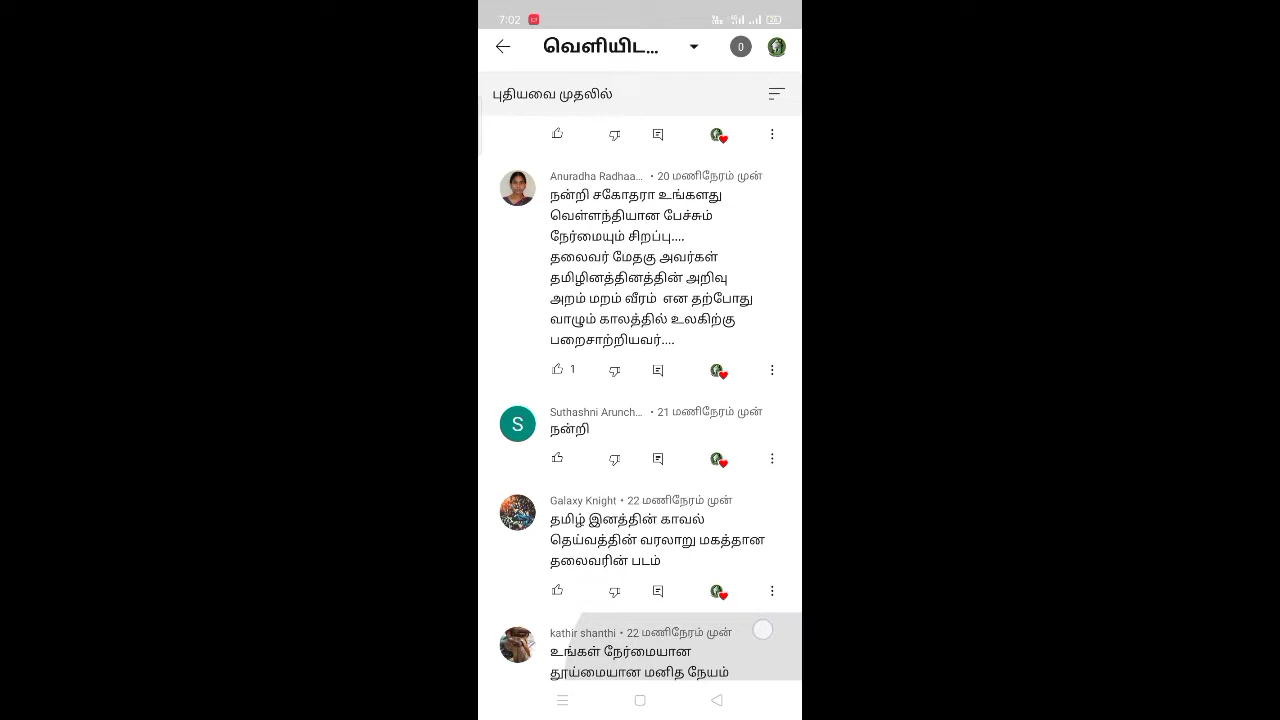 7:02
26
வெளியிட...
0
புதியவை முதலில்
Anuradha Radhaa... • 20 மணிநேரம் முன்
நன்றி சகோதரா உங்களது
வெள்ளந்தியான பேச்சும்
நேர்மையும் சிறப்பு....
தலைவர் மேதகு அவர்கள்
தமிழினத்தினத்தின் அறிவு
அறம் மறம் வீரம் என தற்போது
வாழும் காலத்தில் உலகிற்கு
பறைசாற்றியவர்....
1
S
Suthashni Arunch... • 21 மணிநேரம் முன்
நன்றி
Galaxy Knight • 22 மணிநேரம் முன்
தமிழ் இனத்தின் காவல்
தெய்வத்தின் வரலாறு மகத்தான
தலைவரின் படம்
kathir shanthi • 22 மணிநேரம் முன்
உங்கள் நேர்மையான
தூய்மையான மனித நேயம்